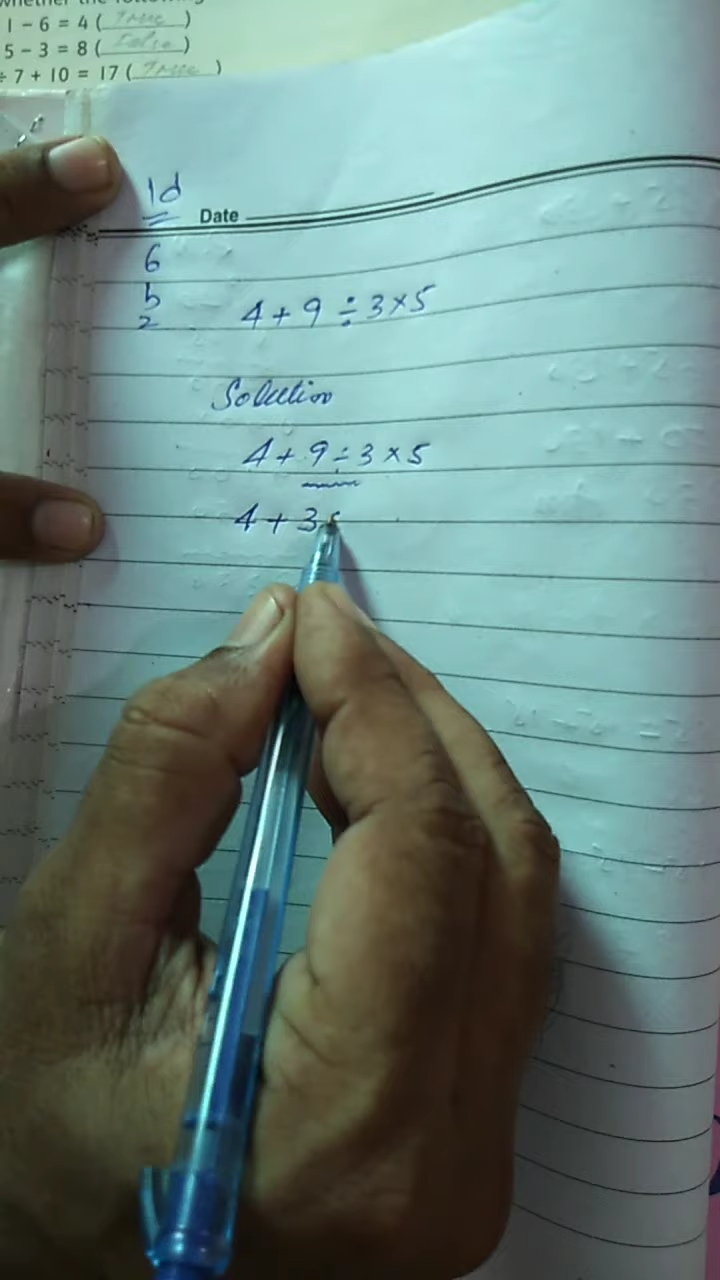 1 - 6 = 4 ( True )
5 - 3 = 8 ( False )
÷ 7 + 10 = 17 ( True )
1d
Date
6
b
2
4 + 9 ÷ 3 × 5
Solution
4 + 9 ÷ 3 × 5
4 + 3